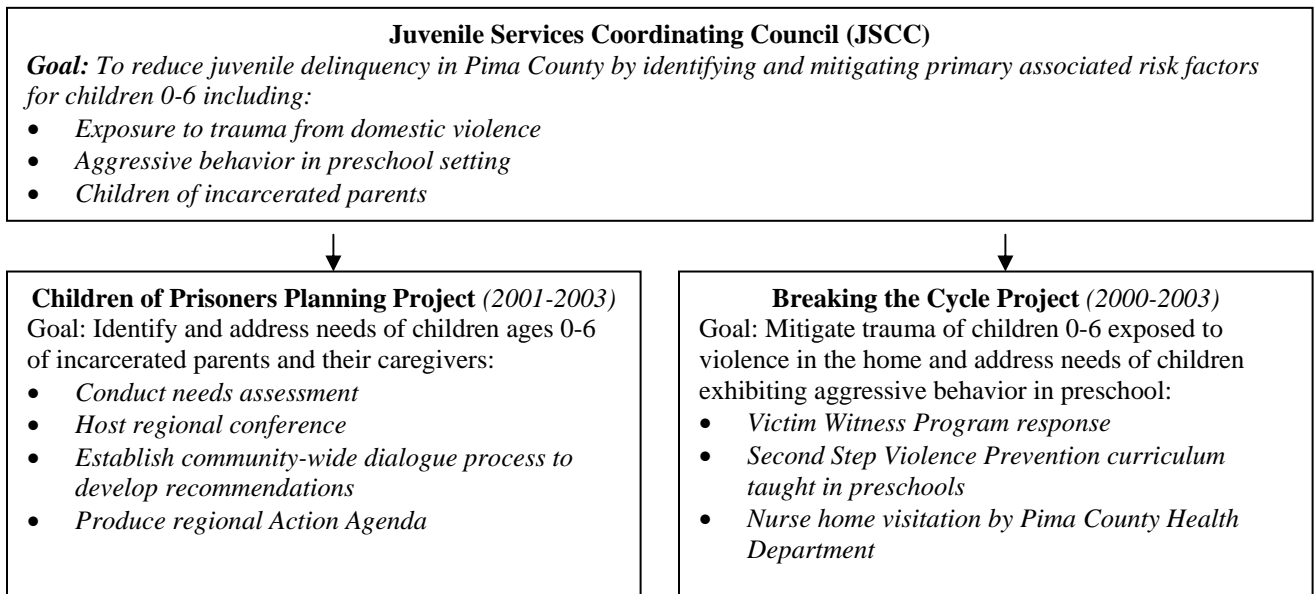 Juvenile Services Coordinating Council (JSCC)
Goal: To reduce juvenile delinquency in Pima County by identifying and mitigating primary associated risk factors
for children 0-6 including:
• Exposure to trauma from domestic violence
• Aggressive behavior in preschool setting
• Children of incarcerated parents
Children of Prisoners Planning Project (2001-2003)
Goal: Identify and address needs of children ages 0-6
of incarcerated parents and their caregivers:
• Conduct needs assessment
• Host regional conference
• Establish community-wide dialogue process to
develop recommendations
• Produce regional Action Agenda
Breaking the Cycle Project (2000-2003)
Goal: Mitigate trauma of children 0-6 exposed to
violence in the home and address needs of children
exhibiting aggressive behavior in preschool:
• Victim Witness Program response
• Second Step Violence Prevention curriculum
taught in preschools
• Nurse home visitation by Pima County Health
Department